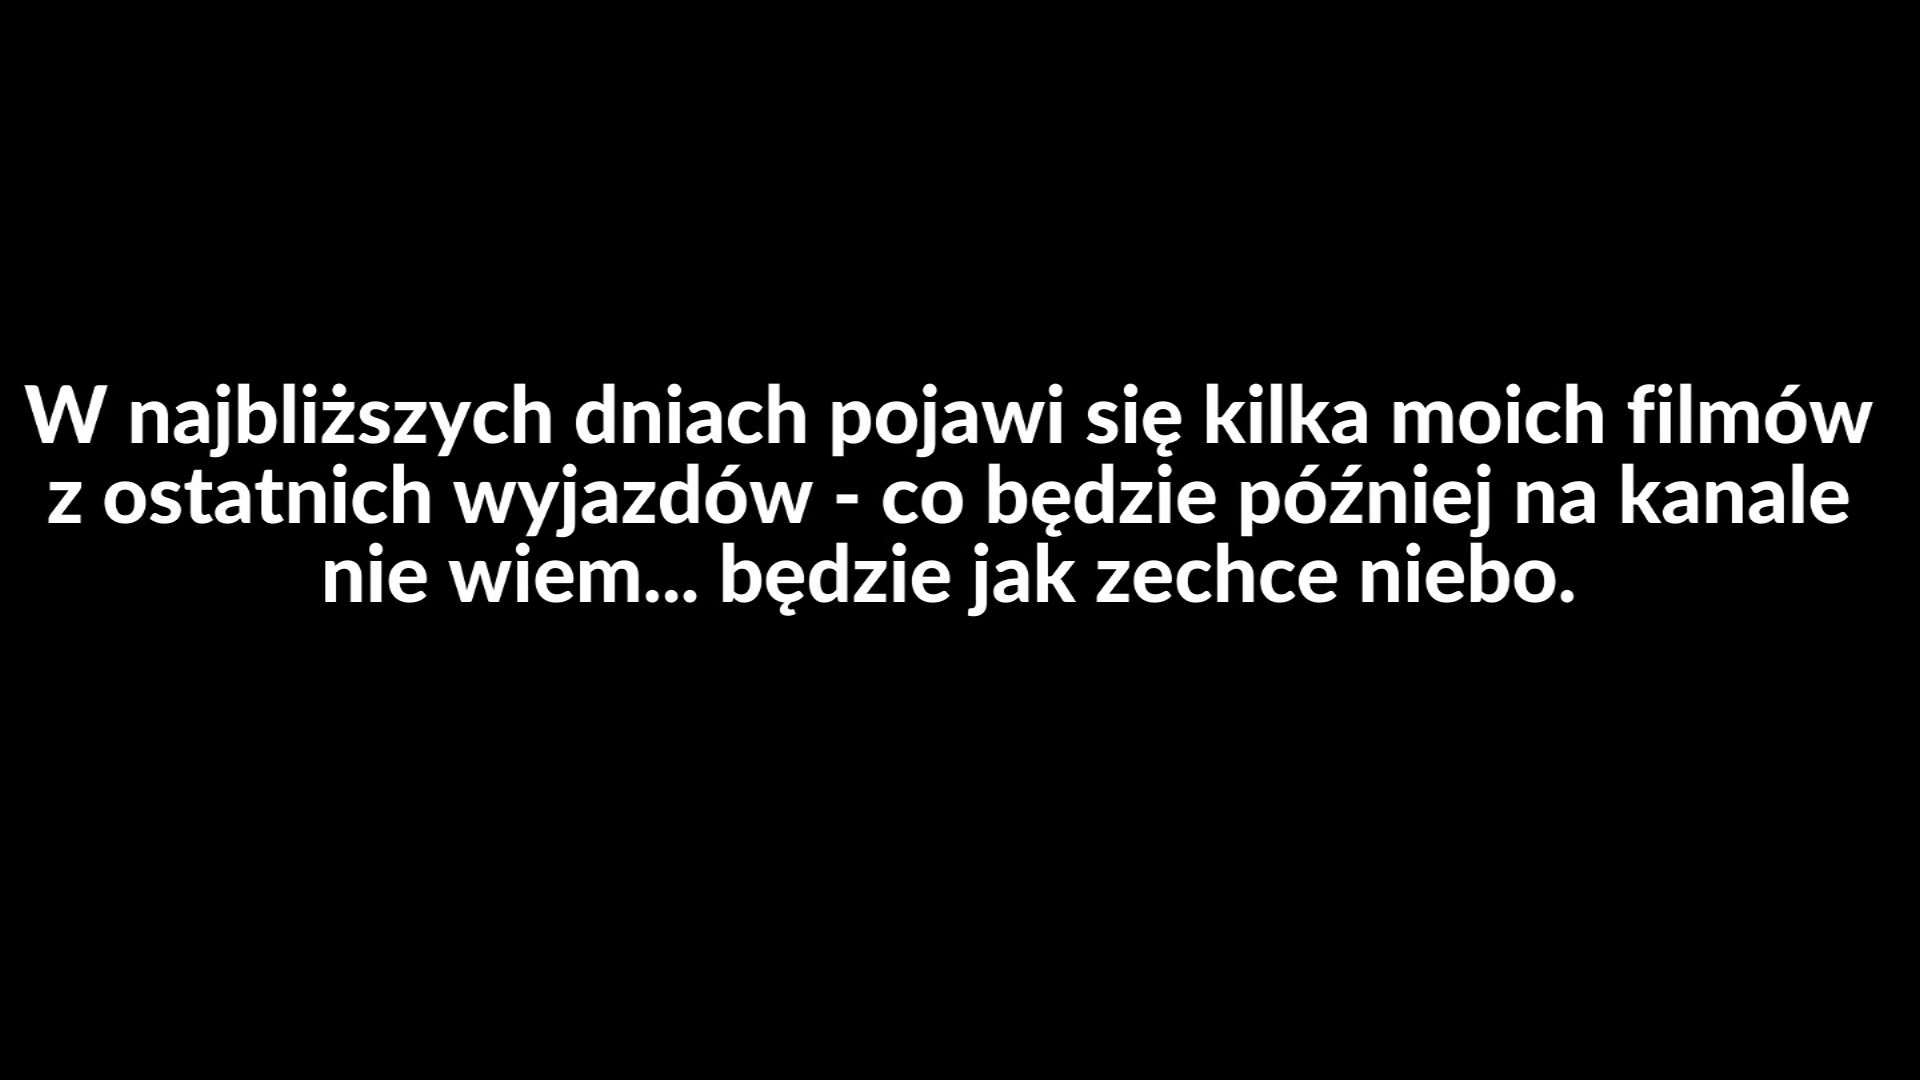 W najbliższych dniach pojawi się kilka moich filmów
z ostatnich wyjazdów - co będzie później na kanale
nie wiem... będzie jak zechce niebo.